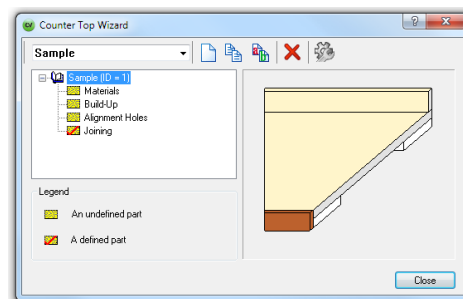 Counter Top Wizard
Sample
Sample (ID = 1)
Materials
Build-Up
Alignment Holes
Joining
Legend
An undefined part
A defined part
Close